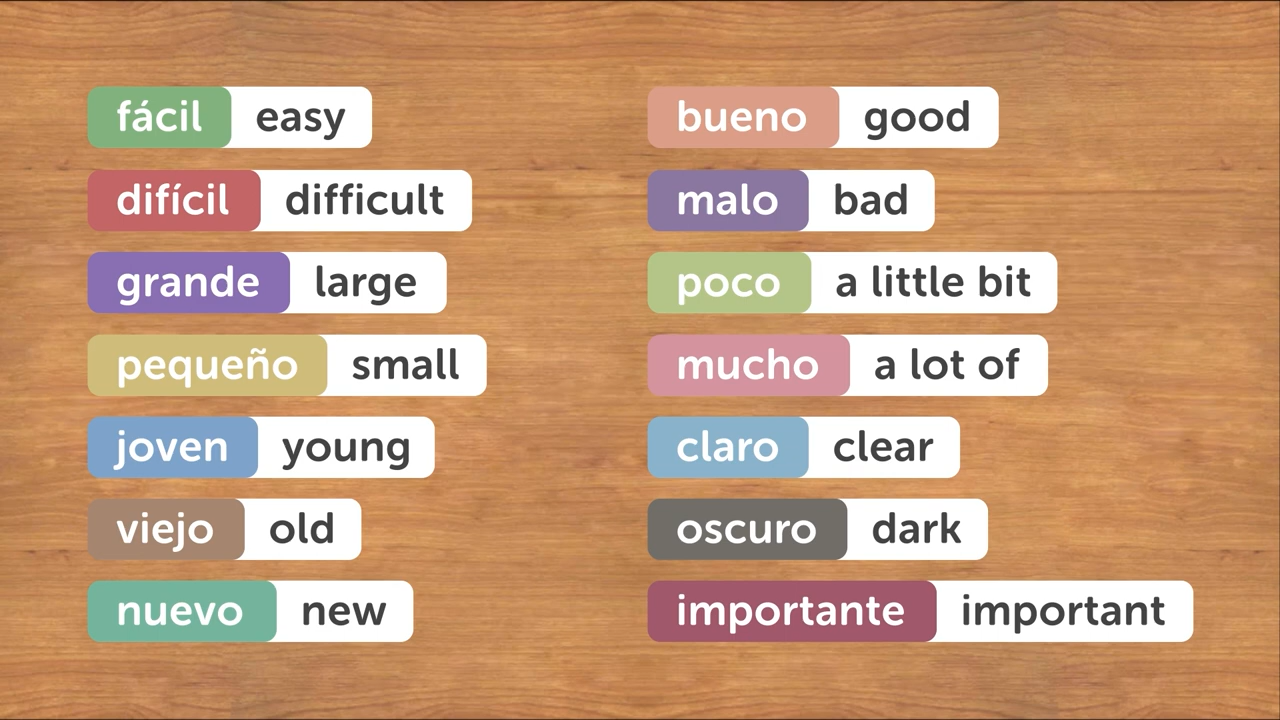 fácil easy
difícil difficult
grande large
pequeño small
joven young
viejo old
nuevo new
bueno good
malo bad
poco a little bit
mucho a lot of
claro clear
oscuro dark
importante important